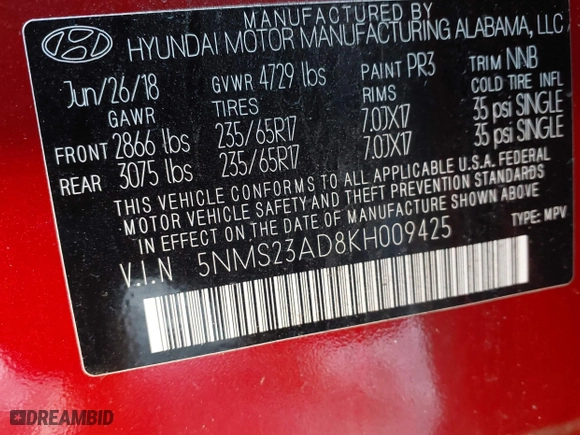 MANUFACTURED BY
HYUNDAI MOTOR MANUFACTURING ALABAMA, LLC
Jun/26/18 GVWR 4729 lbs PAINT PR3 TRIM NNB
GAWR TIRES RIMS COLD TIRE INFL
FRONT 2866 lbs 235/65R17 7.0JX17 35 psi SINGLE
REAR 3075 lbs 235/65R17 7.0JX17 35 psi SINGLE
THIS VEHICLE CONFORMS TO ALL APPLICABLE U.S.A. FEDERAL
MOTOR VEHICLE SAFETY AND THEFT PREVENTION STANDARDS
IN EFFECT ON THE DATE OF MANUFACTURE SHOWN ABOVE
V.I.N 5NMS23AD8KH009425 TYPE: MPV
DREAMBID